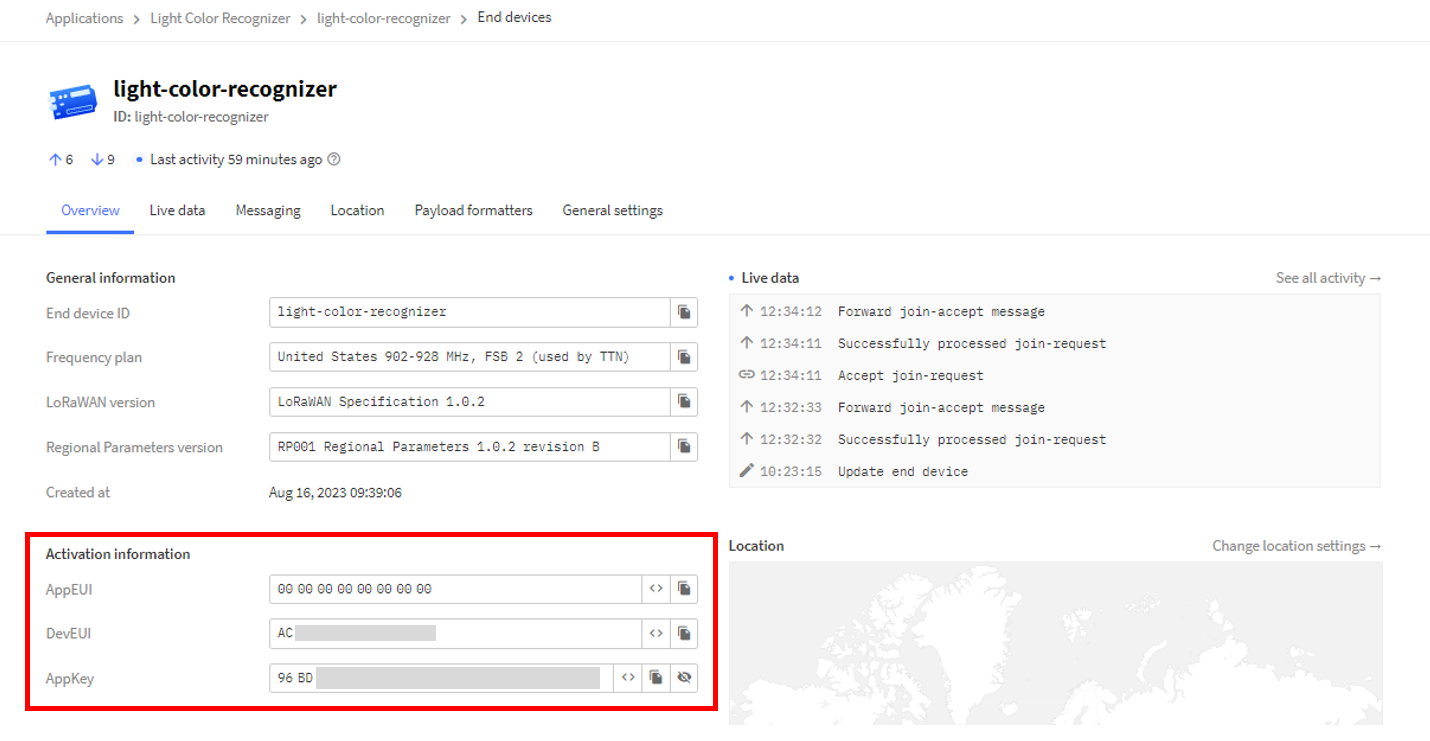 Applications > Light Color Recognizer > light-color-recognizer > End devices
light-color-recognizer
ID: light-color-recognizer
↑ 6 ↓ 9 • Last activity 59 minutes ago
Overview Live data Messaging Location Payload formatters General settings
General information
End device ID light-color-recognizer
Frequency plan United States 902-928 MHz, FSB 2 (used by TTN)
LoRaWAN version LoRaWAN Specification 1.0.2
Regional Parameters version RP001 Regional Parameters 1.0.2 revision B
Created at Aug 16, 2023 09:39:06
• Live data See all activity →
12:34:12 Forward join-accept message
12:34:11 Successfully processed join-request
12:34:11 Accept join-request
12:32:33 Forward join-accept message
12:32:32 Successfully processed join-request
10:23:15 Update end device
Activation information
AppEUI 00 00 00 00 00 00 00 00
DevEUI AC
AppKey 96 BD
Location Change location settings →